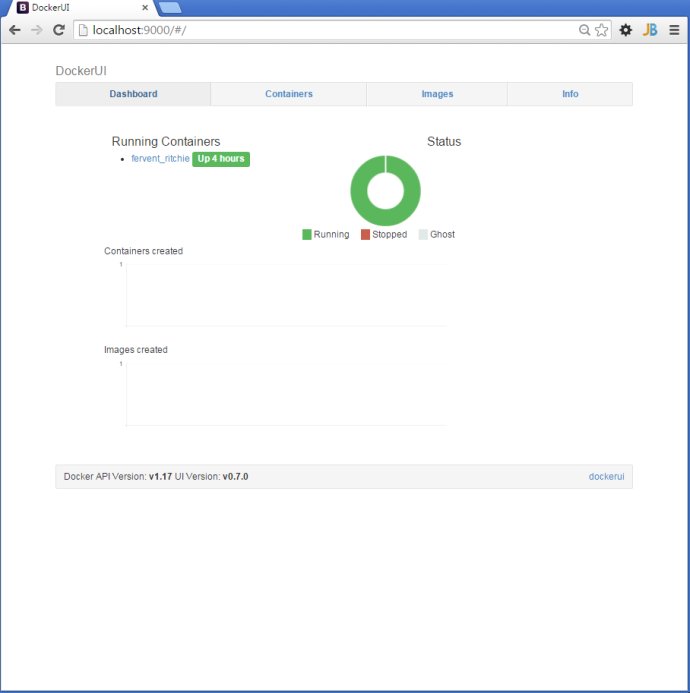 DockerUI
localhost:9000/#/
JB
DockerUI
Dashboard Containers Images Info
Running Containers
fervent_ritchie Up 4 hours
Status
Running Stopped Ghost
Containers created
1
Images created
1
Docker API Version: v1.17 UI Version: v0.7.0 dockerui